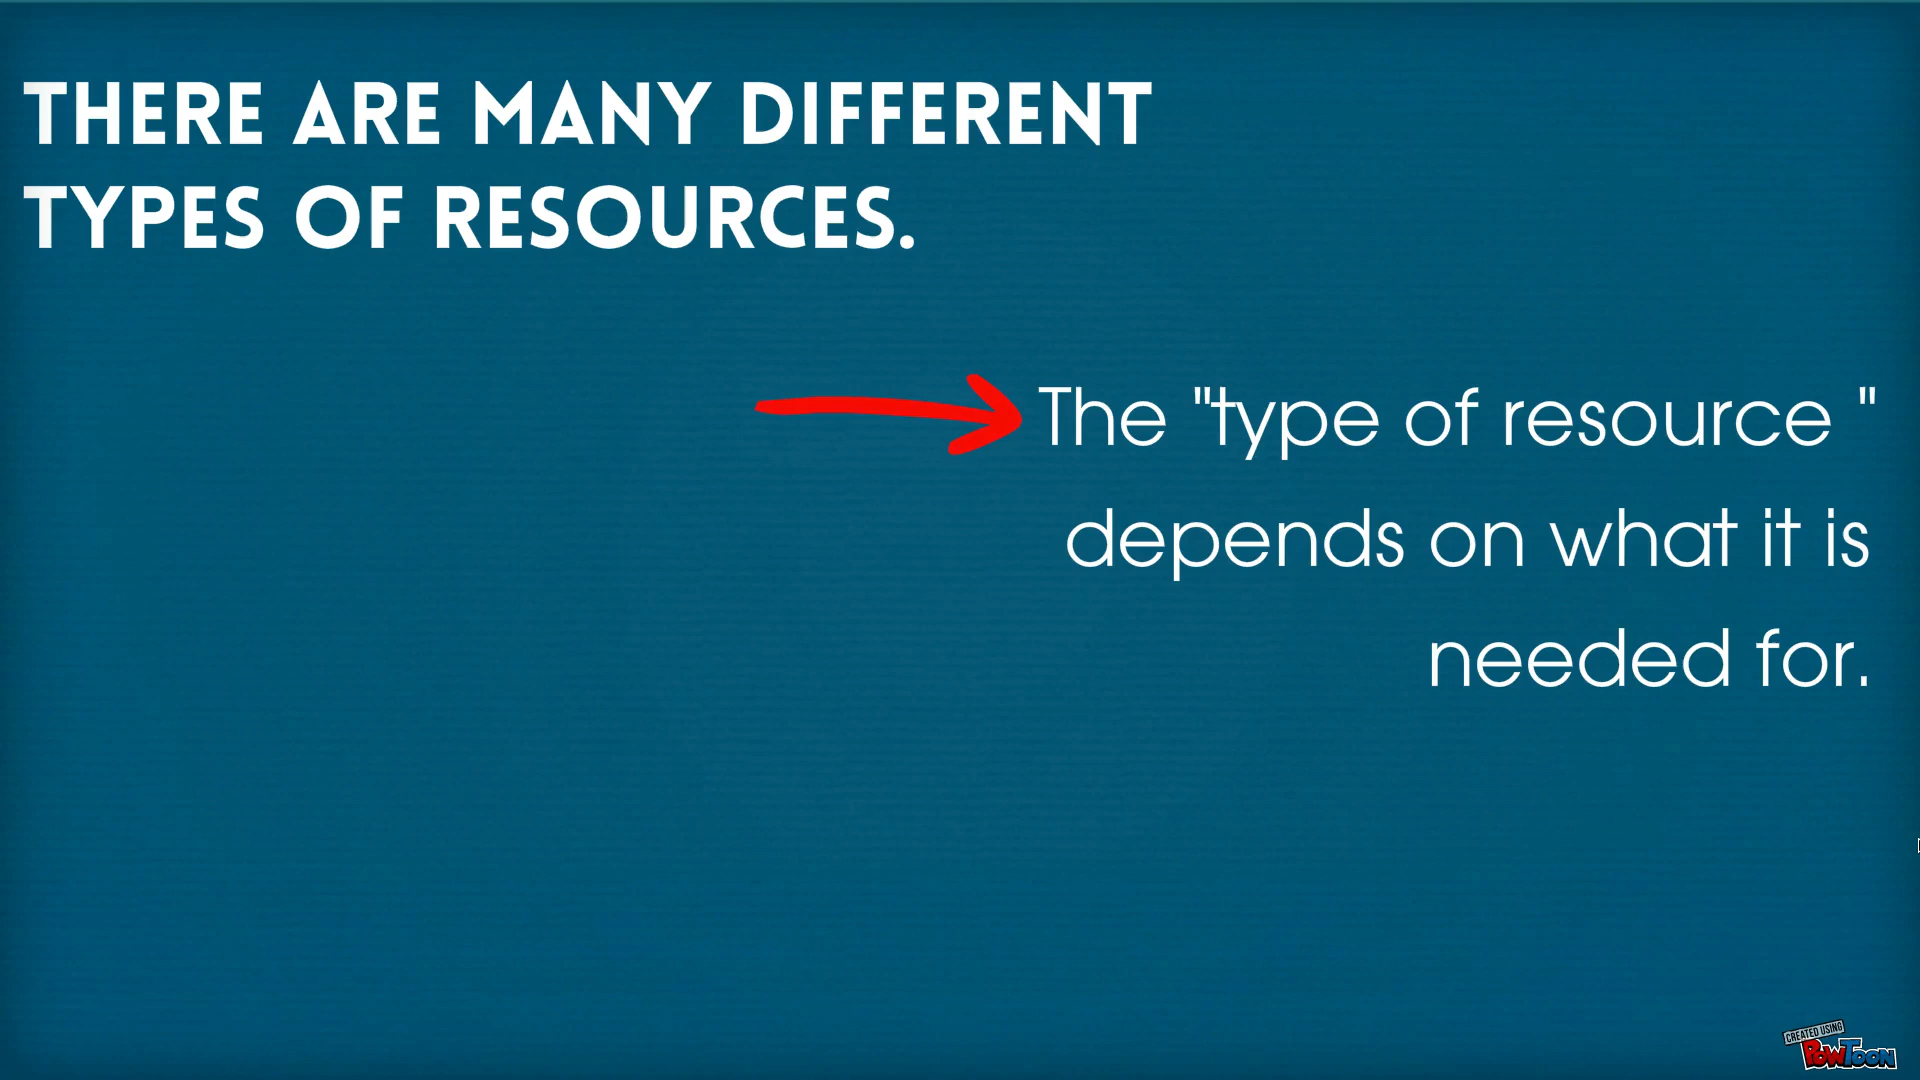 THERE ARE MANY DIFFERENT
TYPES OF RESOURCES.
The "type of resource "
depends on what it is
needed for.
CREATED USING
POWTOON